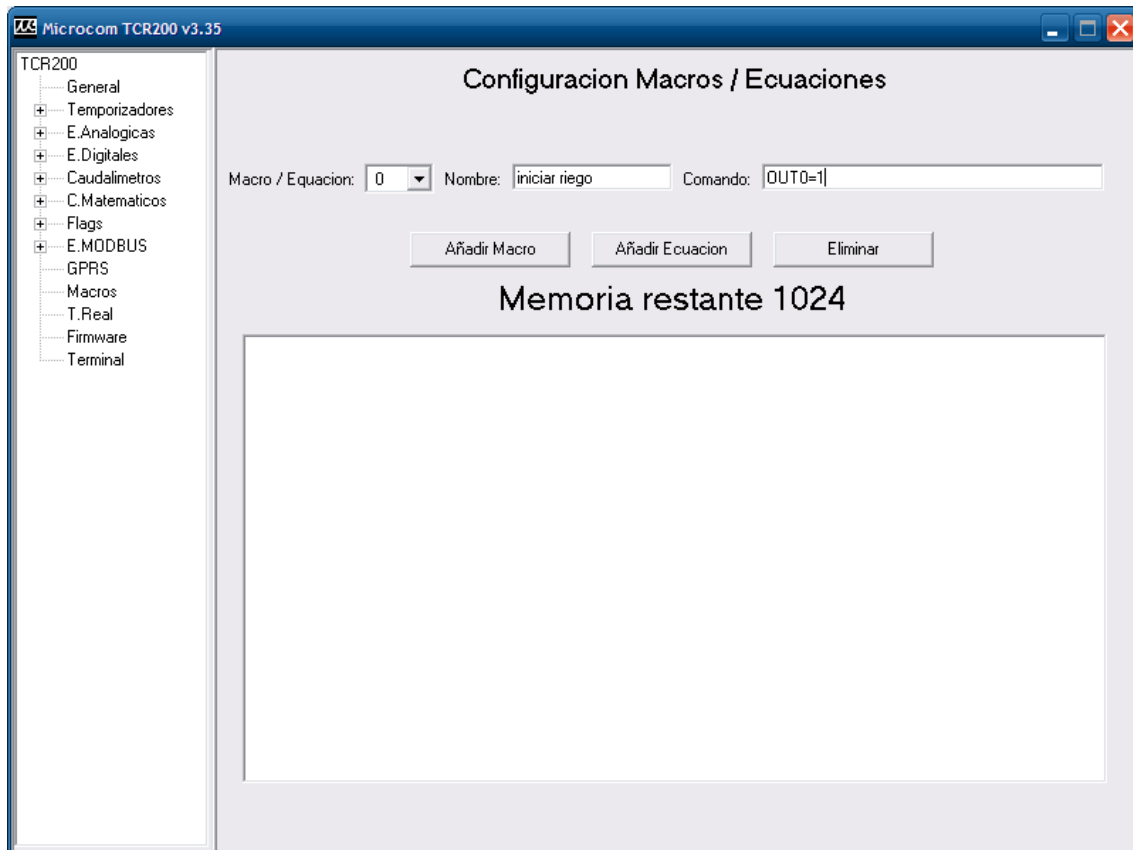 Microcom TCR200 v3.35
TCR200
General
Temporizadores
E.Analogicas
E.Digitales
Caudalimetros
C.Matematicos
Flags
E.MODBUS
GPRS
Macros
T.Real
Firmware
Terminal
Configuracion Macros / Ecuaciones
Macro / Equacion: 0 Nombre: iniciar riego Comando: OUT0=1
Añadir Macro Añadir Ecuacion Eliminar
Memoria restante 1024